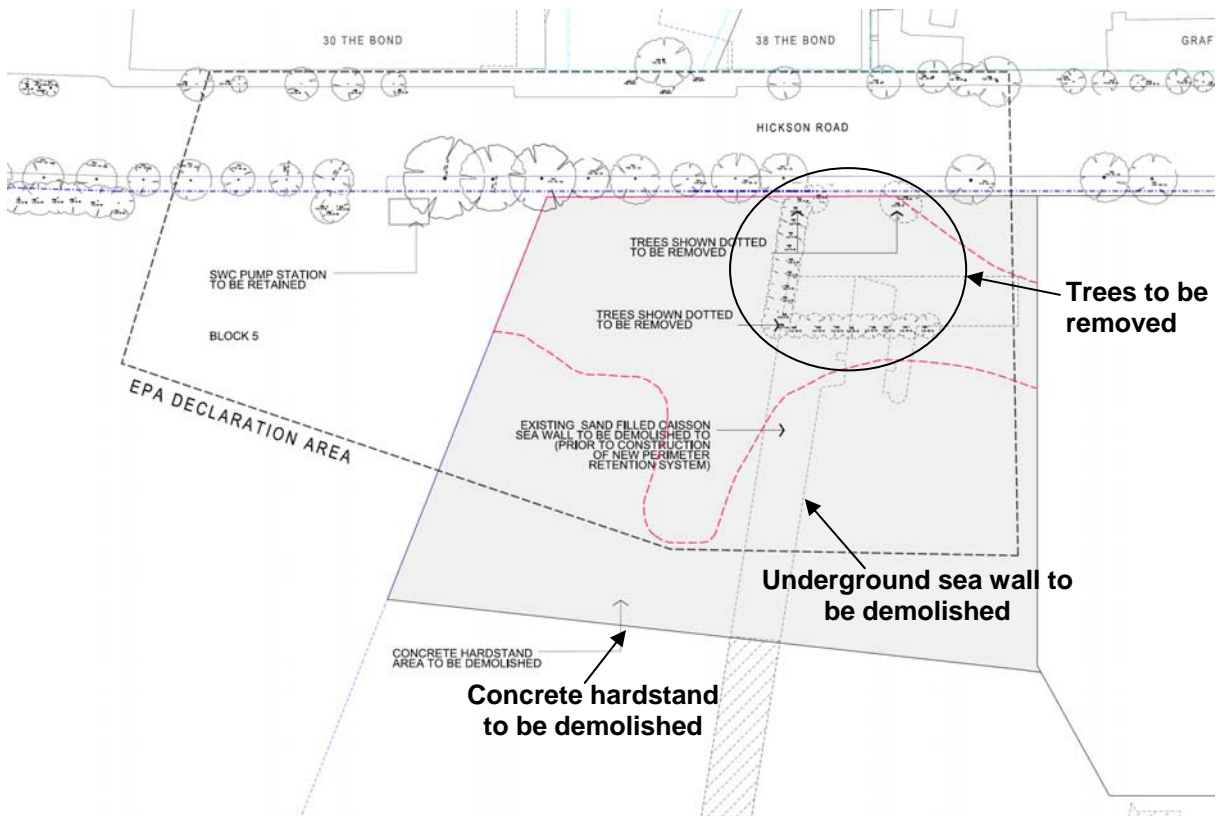 30 THE BOND
38 THE BOND
GRAF
HICKSON ROAD
TREES SHOWN DOTTED
TO BE REMOVED
SWC PUMP STATION
TO BE RETAINED
Trees to be
removed
TREES SHOWN DOTTED
TO BE REMOVED
BLOCK 5
EPA DECLARATION AREA
EXISTING SAND FILLED CAISSON
SEA WALL TO BE DEMOLISHED TO
(PRIOR TO CONSTRUCTION
OF NEW PERIMETER
RETENTION SYSTEM)
Underground sea wall to
be demolished
CONCRETE HARDSTAND
AREA TO BE DEMOLISHED
Concrete hardstand
to be demolished